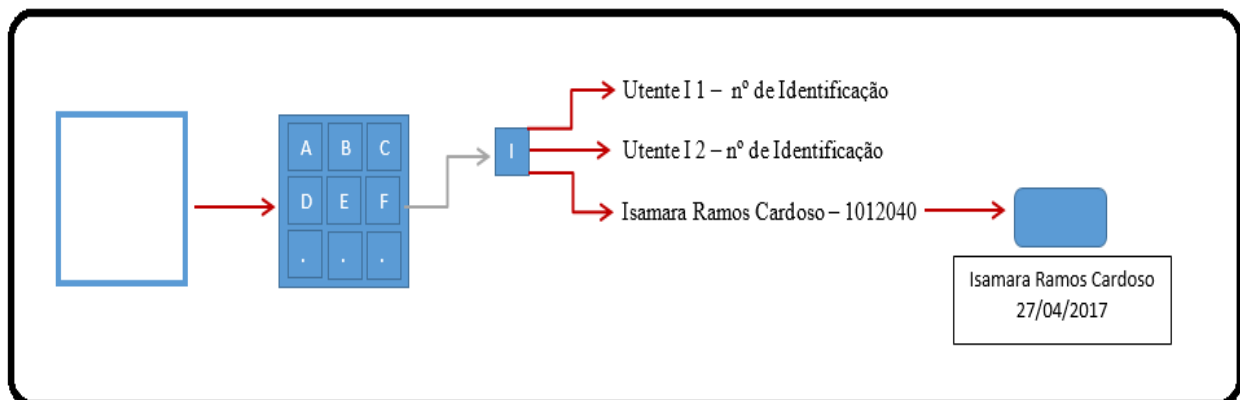 Utente I 1 – nº de Identificação
A B C
I
Utente I 2 – nº de Identificação
D E F
Isamara Ramos Cardoso – 1012040
. . .
Isamara Ramos Cardoso
27/04/2017